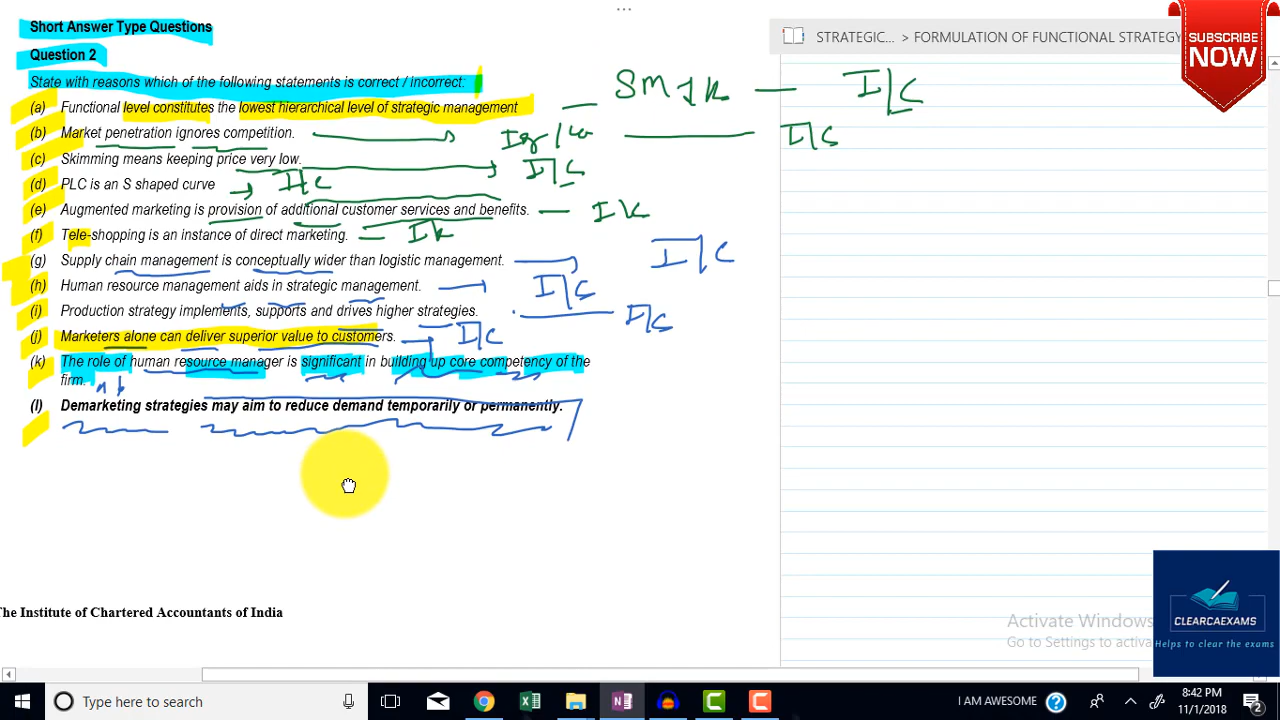 Short Answer Type Questions
Question 2
State with reasons which of the following statements is correct / incorrect:
(a) Functional level constitutes the lowest hierarchical level of strategic management
(b) Market penetration ignores competition.
(c) Skimming means keeping price very low.
(d) PLC is an S shaped curve
(e) Augmented marketing is provision of additional customer services and benefits.
(f) Tele-shopping is an instance of direct marketing.
(g) Supply chain management is conceptually wider than logistic management.
(h) Human resource management aids in strategic management.
(i) Production strategy implements, supports and drives higher strategies.
(j) Marketers alone can deliver superior value to customers.
(k) The role of human resource manager is significant in building up core competency of the
firm.
(l) Demarketing strategies may aim to reduce demand temporarily or permanently.
The Institute of Chartered Accountants of India
I|C
I|C
I|C
I|C
I|C
I|C
I|C
I|C
STRATEGIC... > FORMULATION OF FUNCTIONAL STRATEGY
SUBSCRIBE
NOW
Activate Windows
Go to Settings to activa
CLEARCAEXAMS
Helps to clear the exams
Type here to search
I AM AWESOME
8:42 PM
11/1/2018
2